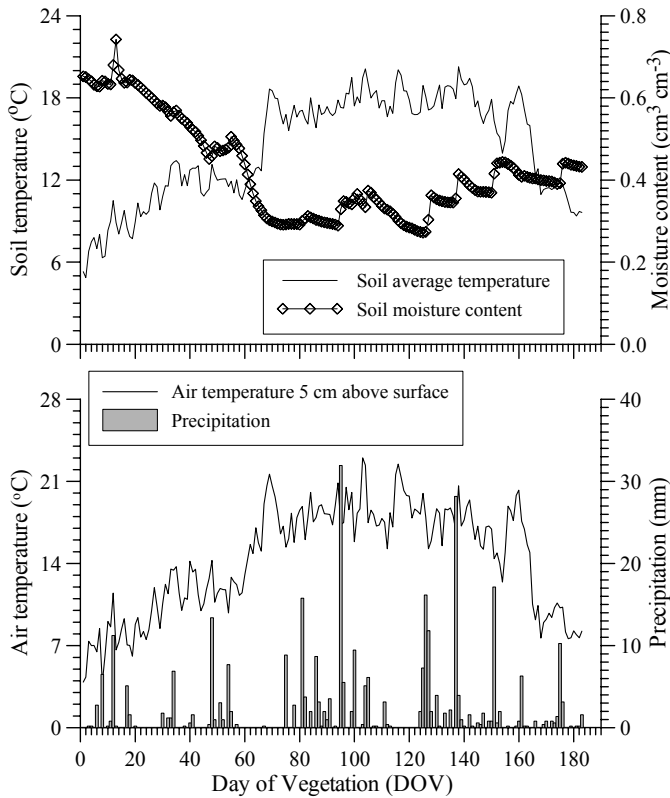 24
18
12
6
0
Soil temperature (°C)
0.8
0.6
0.4
0.2
0.0
Moisture content (cm³ cm⁻³)
Soil average temperature
Soil moisture content
28
21
14
7
0
Air temperature (°C)
40
30
20
10
0
Precipitation (mm)
Air temperature 5 cm above surface
Precipitation
0 20 40 60 80 100 120 140 160 180
Day of Vegetation (DOV)